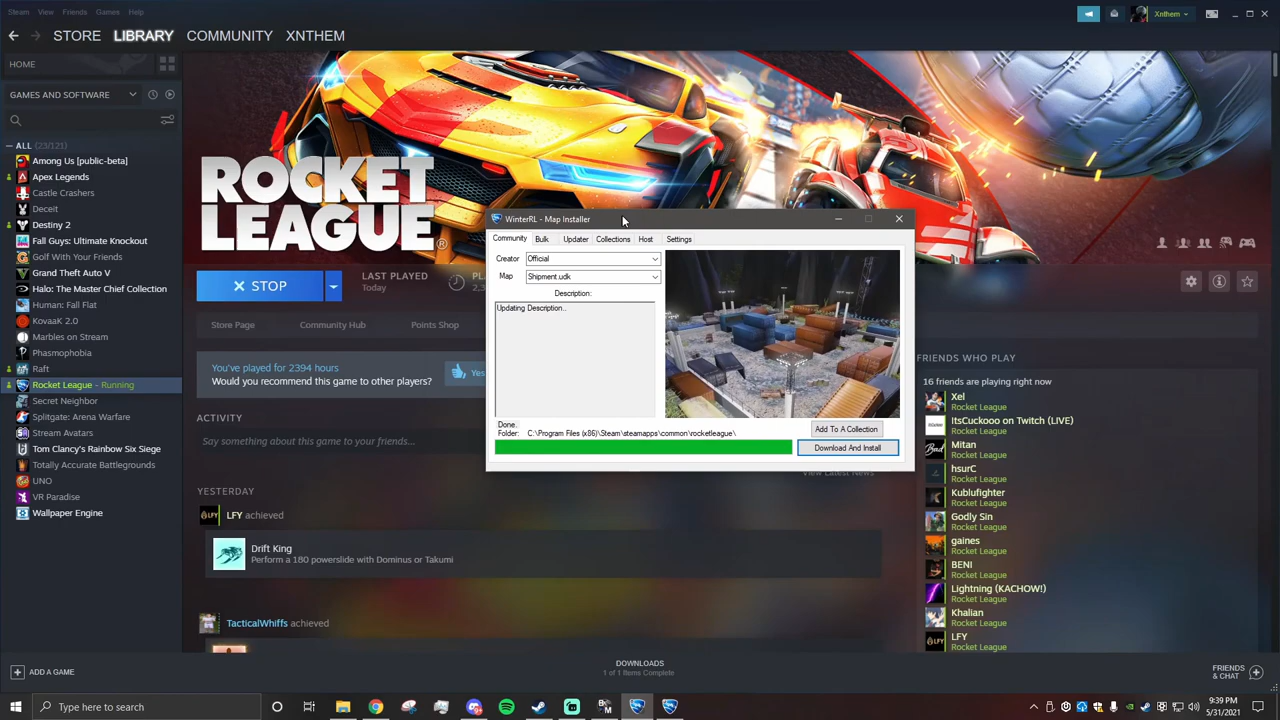 Steam View Friends Games Help
Xnthem
STORE LIBRARY COMMUNITY XNTHEM
HOME
GAMES AND SOFTWARE
ALL (23/121)
Among Us [public-beta]
Apex Legends
Castle Crashers
Deceit
Destiny 2
Fall Guys: Ultimate Knockout
Golf With Your Friends
Grand Theft Auto V
Halo: The Master Chief Collection
Human: Fall Flat
KovaaK 2.0
Marbles on Stream
Phasmophobia
Raft
Rocket League - Running
Secret Neighbor
Splitgate: Arena Warfare
Steam Avatars
Tom Clancy's Rainbow
Totally Accurate Battlegrounds
UNO
VR Paradise
Wallpaper Engine
ADD A GAME
ROCKET
LEAGUE
STOP
LAST PLAYED
Today
Store Page Community Hub Points Shop
You've played for 2394 hours
Would you recommend this game to other players?
Yes
ACTIVITY
Say something about this game to your friends...
View Latest News
YESTERDAY
LFY achieved
Drift King
Perform a 180 powerslide with Dominus or Takumi
TacticalWhiffs achieved
WinterRL - Map Installer
Community Bulk Updater Collections Host Settings
Creator Official
Map Shipment.udk
Description:
Updating Description..
Done.
Folder: C:\Program Files (x86)\Steam\steamapps\common\rocketleague\
Add To A Collection
Download And Install
FRIENDS WHO PLAY
16 friends are playing right now
Xel
Rocket League
ItsCuckooo on Twitch (LIVE)
Rocket League
Mitan
Rocket League
hsurC
Rocket League
Kublufighter
Rocket League
Godly Sin
Rocket League
gaines
Rocket League
BENI
Rocket League
Lightning (KACHOW!)
Rocket League
Khalian
Rocket League
LFY
Rocket League
DOWNLOADS
1 of 1 Items Complete
FRIENDS
& CHAT
Type here to search
9:39 PM
5/31/2021